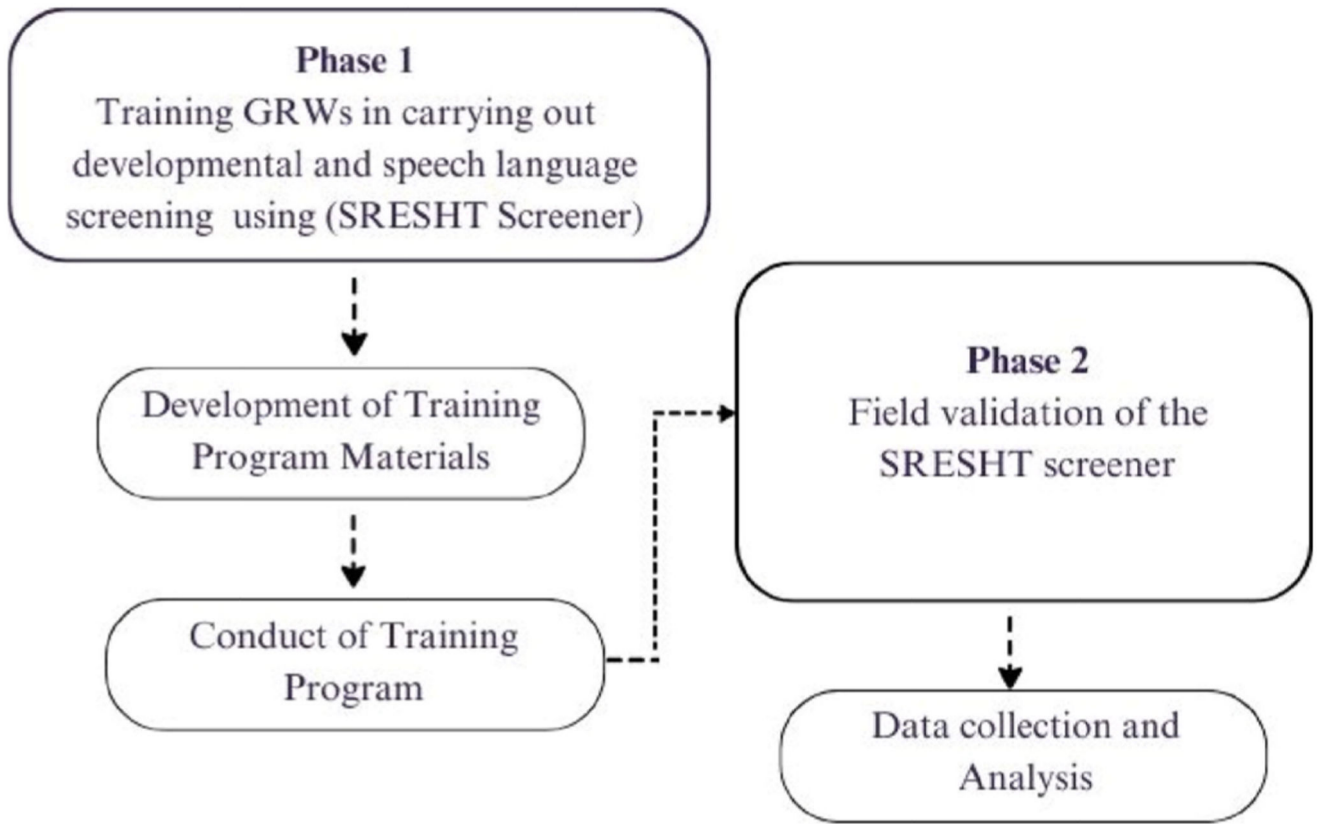 Phase 1
Training GRWs in carrying out
developmental and speech language
screening using (SRESHT Screener)
Development of Training
Program Materials
Conduct of Training
Program
Phase 2
Field validation of the
SRESHT screener
Data collection and
Analysis